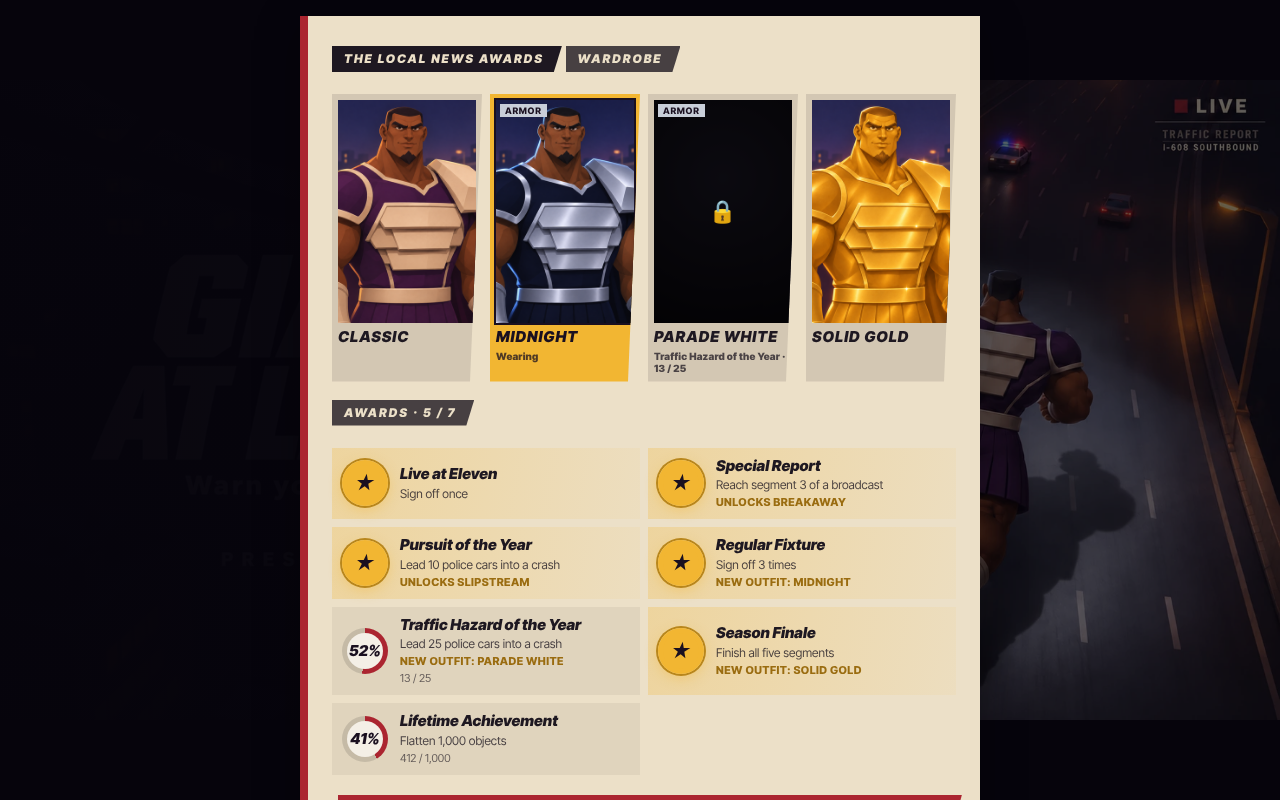 THE LOCAL NEWS AWARDS
WARDROBE
ARMOR
ARMOR
CLASSIC
MIDNIGHT
Wearing
PARADE WHITE
Traffic Hazard of the Year ·
13 / 25
SOLID GOLD
AWARDS · 5 / 7
Live at Eleven
Sign off once
Special Report
Reach segment 3 of a broadcast
UNLOCKS BREAKAWAY
Pursuit of the Year
Lead 10 police cars into a crash
UNLOCKS SLIPSTREAM
Regular Fixture
Sign off 3 times
NEW OUTFIT: MIDNIGHT
52%
Traffic Hazard of the Year
Lead 25 police cars into a crash
NEW OUTFIT: PARADE WHITE
13 / 25
Season Finale
Finish all five segments
NEW OUTFIT: SOLID GOLD
41%
Lifetime Achievement
Flatten 1,000 objects
412 / 1,000
LIVE
TRAFFIC REPORT
I-608 SOUTHBOUND
AT
Warn